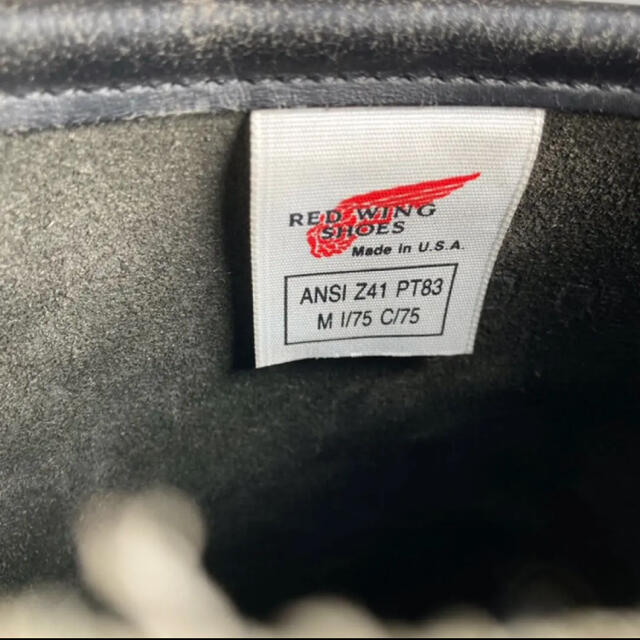 RED WING
SHOES
Made in U.S.A.
ANSI Z41 PT83
M I/75 C/75